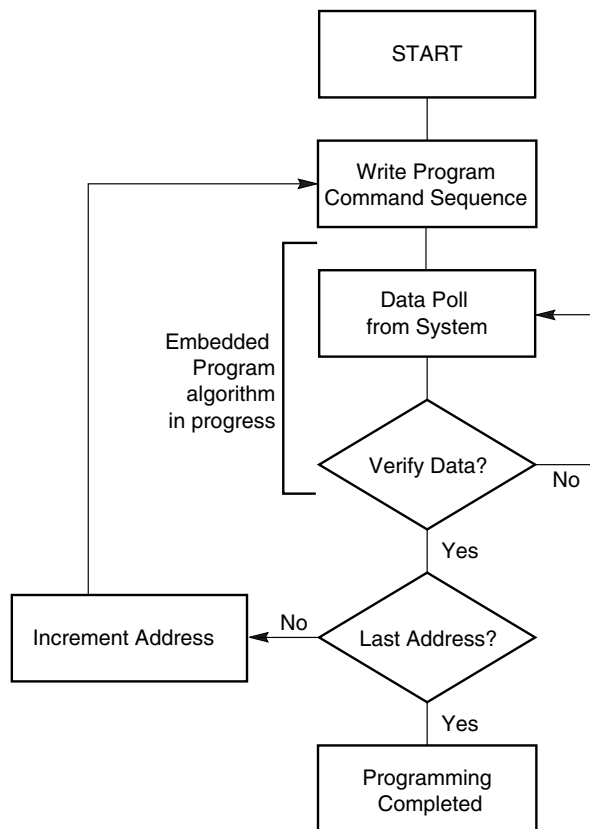 START
Write Program
Command Sequence
Data Poll
from System
Embedded
Program
algorithm
in progress
Verify Data?
No
Yes
No
Increment Address
Last Address?
Yes
Programming
Completed